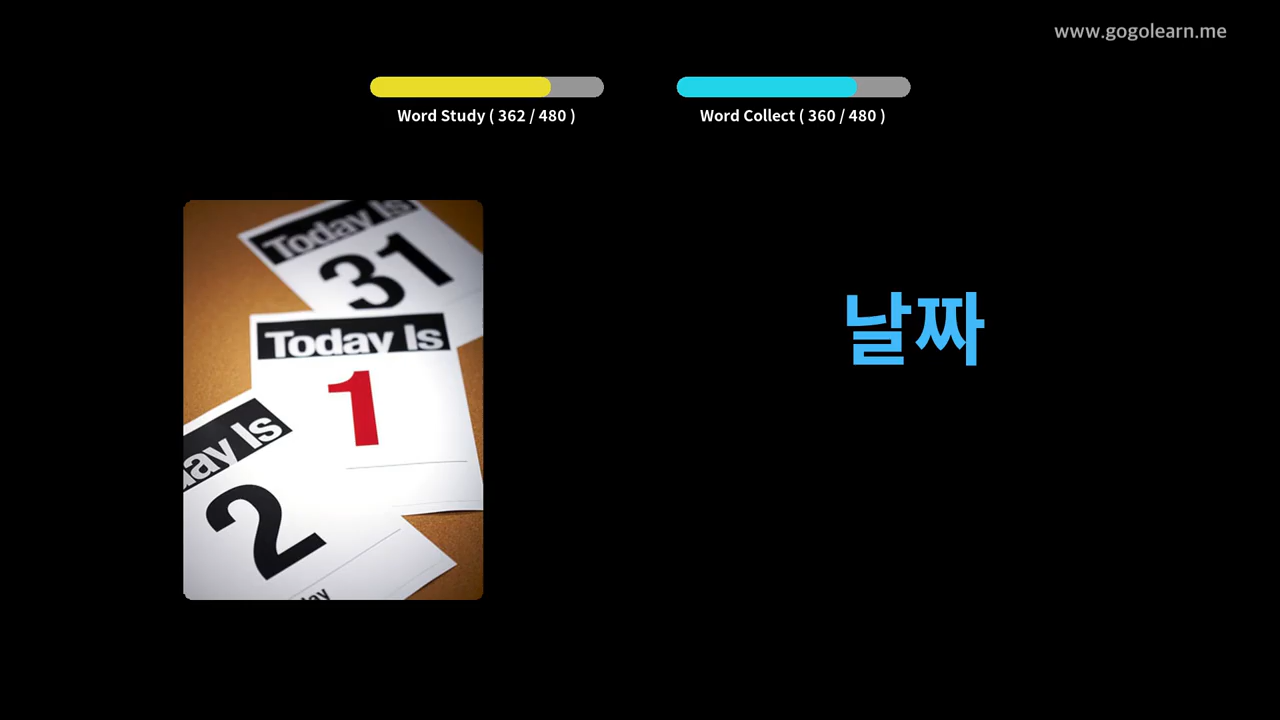 www.gogolearn.me
Word Study ( 362 / 480 )
Word Collect ( 360 / 480 )
Today Is
31
Today Is
1
day Is
2
날짜